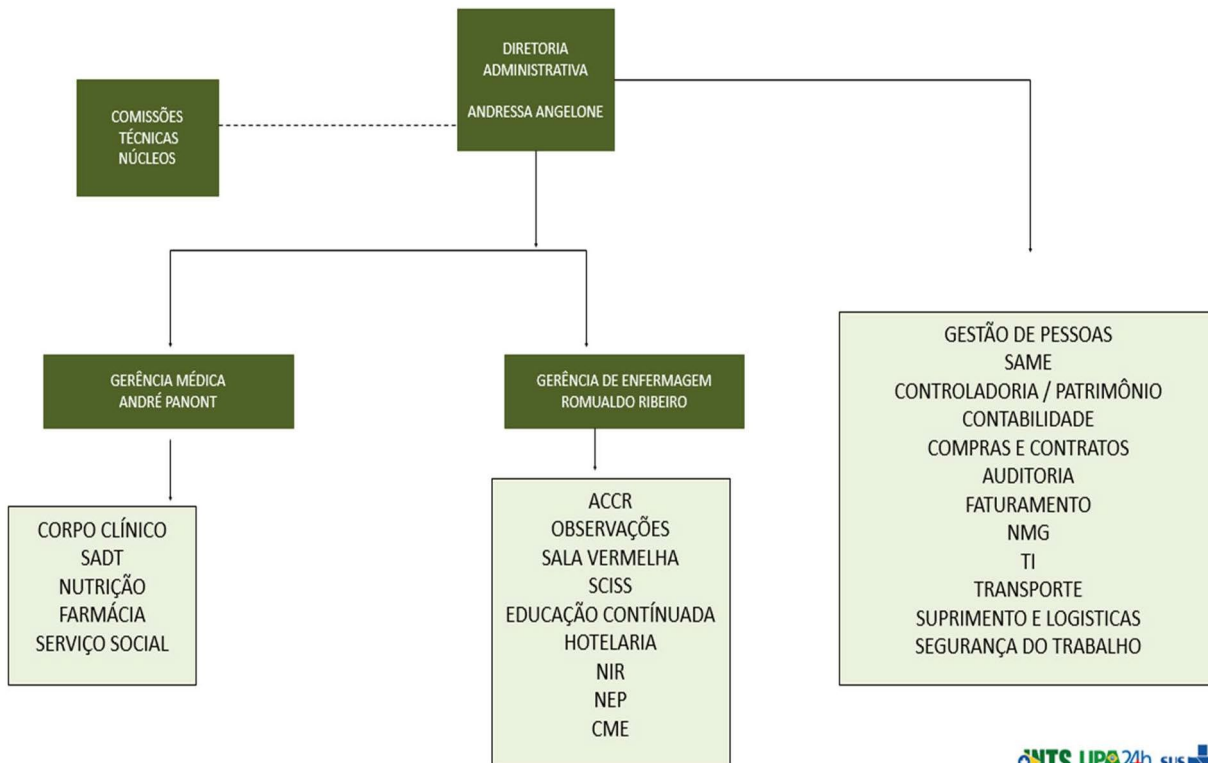 DIRETORIA
ADMINISTRATIVA
ANDRESSA ANGELONE
COMISSÕES
TÉCNICAS
NÚCLEOS
GERÊNCIA MÉDICA
ANDRÉ PANONT
GERÊNCIA DE ENFERMAGEM
ROMUALDO RIBEIRO
CORPO CLÍNICO
SADT
NUTRIÇÃO
FARMÁCIA
SERVIÇO SOCIAL
ACCR
OBSERVAÇÕES
SALA VERMELHA
SCISS
EDUCAÇÃO CONTÍNUADA
HOTELARIA
NIR
NEP
CME
GESTÃO DE PESSOAS
SAME
CONTROLADORIA / PATRIMÔNIO
CONTABILIDADE
COMPRAS E CONTRATOS
AUDITORIA
FATURAMENTO
NMG
TI
TRANSPORTE
SUPRIMENTO E LOGISTICAS
SEGURANÇA DO TRABALHO
INTS UPA 24h SUS